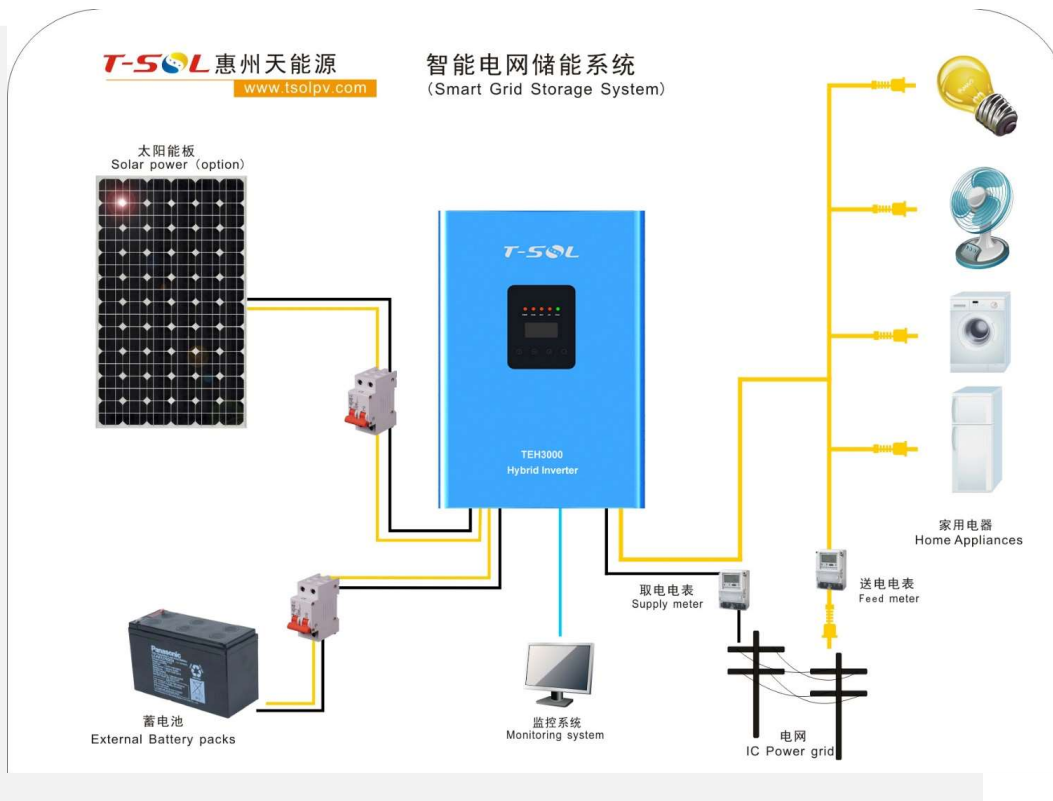 T-SOL 惠州天能源
www.tsolpv.com
智能电网储能系统
(Smart Grid Storage System)
太阳能板
Solar power (option)
T-SOL
TEH3000
Hybrid Inverter
家用电器
Home Appliances
取电电表
Supply meter
送电电表
Feed meter
Panasonic
蓄电池
External Battery packs
监控系统
Monitoring system
电网
IC Power grid